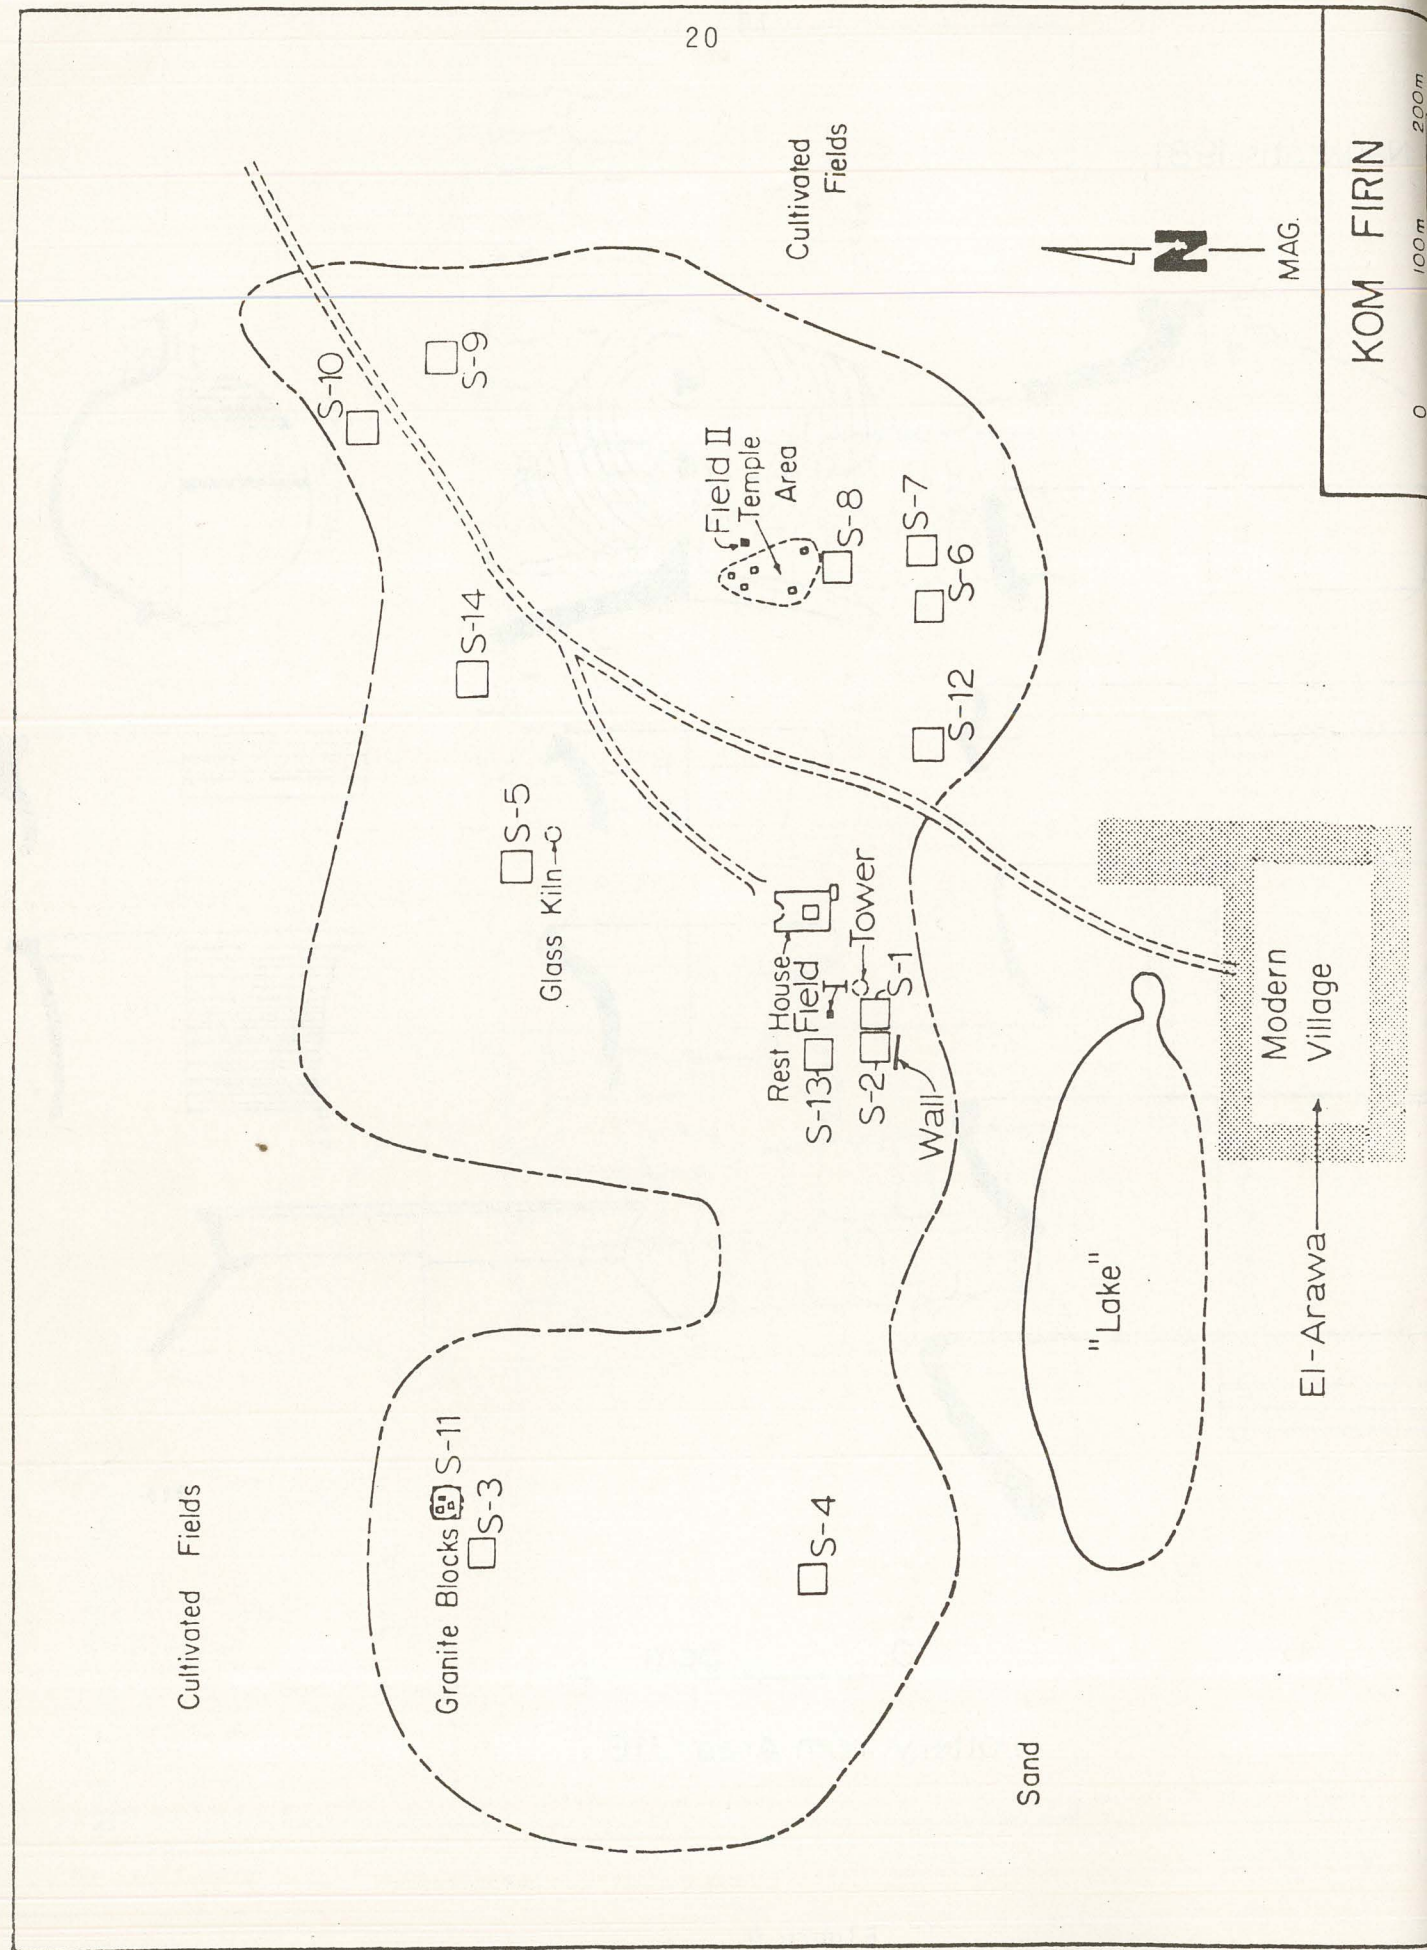 20
Cultivated Fields
Cultivated
Fields
S-10
S-9
S-14
S-5
Glass Kiln
Field II
Temple
Area
S-8
S-7
S-6
S-12
Granite Blocks
S-11
S-3
S-4
Rest House
Field
I
S-13
Tower
S-1
S-2
Wall
"Lake"
Modern
Village
El-Arawa
Sand
N
MAG.
KOM FIRIN
0 100m 200m